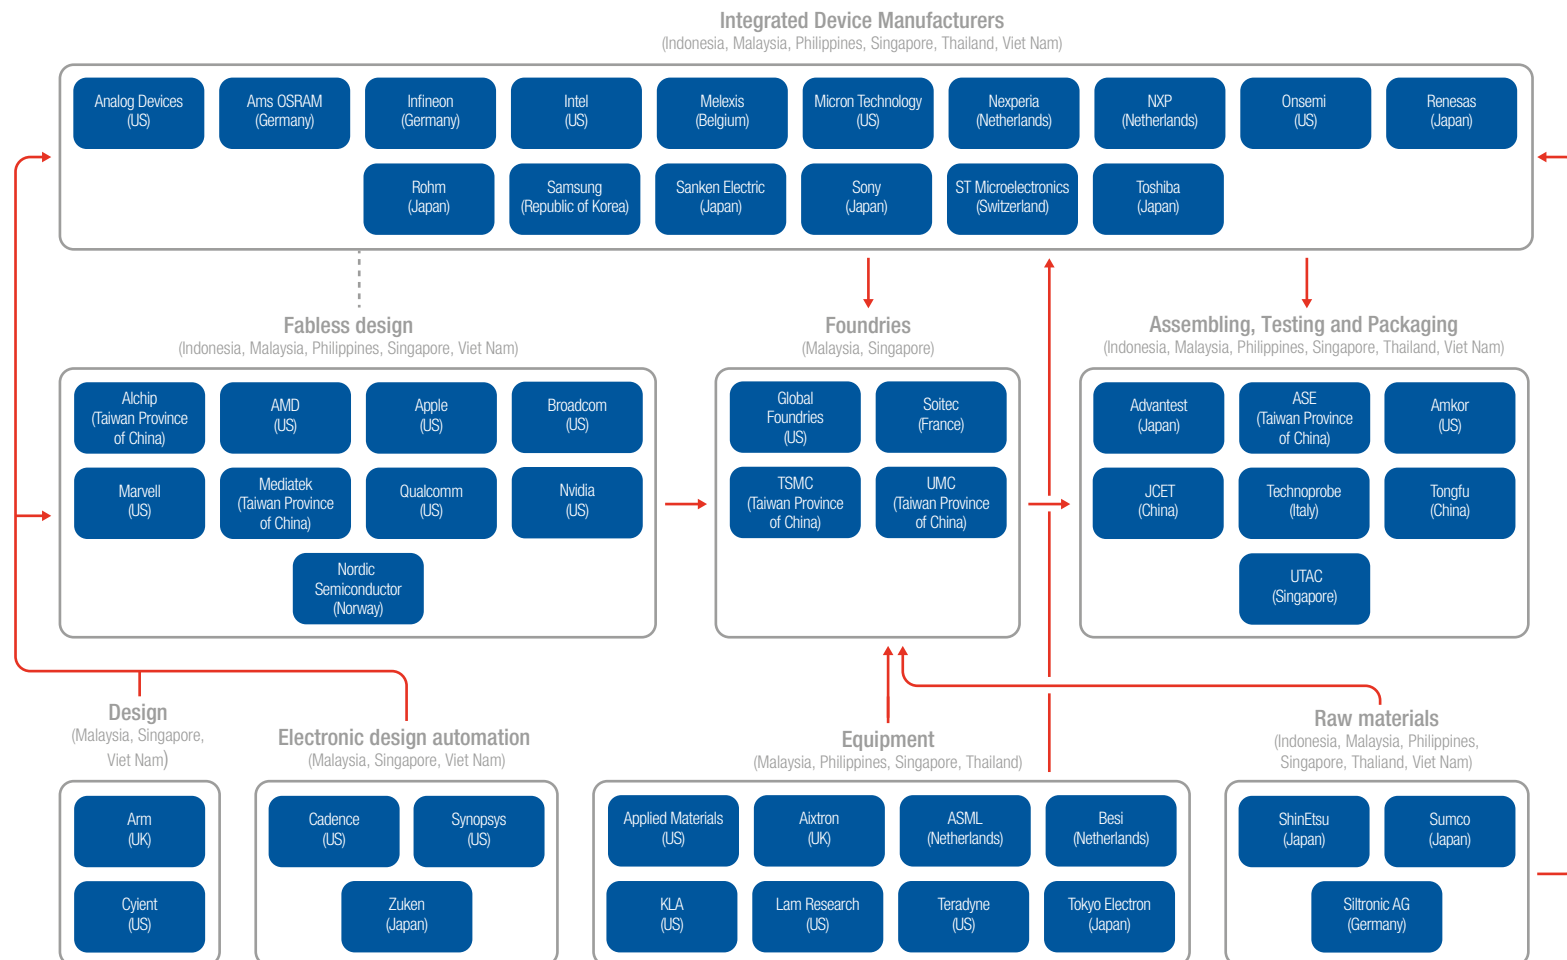 Integrated Device Manufacturers
(Indonesia, Malaysia, Philippines, Singapore, Thailand, Viet Nam)
Analog Devices
(US)
Ams OSRAM
(Germany)
Infineon
(Germany)
Intel
(US)
Melexis
(Belgium)
Micron Technology
(US)
Nexperia
(Netherlands)
NXP
(Netherlands)
Onsemi
(US)
Renesas
(Japan)
Rohm
(Japan)
Samsung
(Republic of Korea)
Sanken Electric
(Japan)
Sony
(Japan)
ST Microelectronics
(Switzerland)
Toshiba
(Japan)
Fabless design
(Indonesia, Malaysia, Philippines, Singapore, Viet Nam)
Alchip
(Taiwan Province
of China)
AMD
(US)
Apple
(US)
Broadcom
(US)
Marvell
(US)
Mediatek
(Taiwan Province
of China)
Qualcomm
(US)
Nvidia
(US)
Nordic
Semiconductor
(Norway)
Foundries
(Malaysia, Singapore)
Global
Foundries
(US)
Soitec
(France)
TSMC
(Taiwan Province
of China)
UMC
(Taiwan Province
of China)
Assembling, Testing and Packaging
(Indonesia, Malaysia, Philippines, Singapore, Thailand, Viet Nam)
Advantest
(Japan)
ASE
(Taiwan Province
of China)
Amkor
(US)
JCET
(China)
Technoprobe
(Italy)
Tongfu
(China)
UTAC
(Singapore)
Design
(Malaysia, Singapore,
Viet Nam)
Arm
(UK)
Cyient
(US)
Electronic design automation
(Malaysia, Singapore, Viet Nam)
Cadence
(US)
Synopsys
(US)
Zuken
(Japan)
Equipment
(Malaysia, Philippines, Singapore, Thailand)
Applied Materials
(US)
Aixtron
(UK)
ASML
(Netherlands)
Besi
(Netherlands)
KLA
(US)
Lam Research
(US)
Teradyne
(US)
Tokyo Electron
(Japan)
Raw materials
(Indonesia, Malaysia, Philippines,
Singapore, Thaliand, Viet Nam)
ShinEtsu
(Japan)
Sumco
(Japan)
Siltronic AG
(Germany)